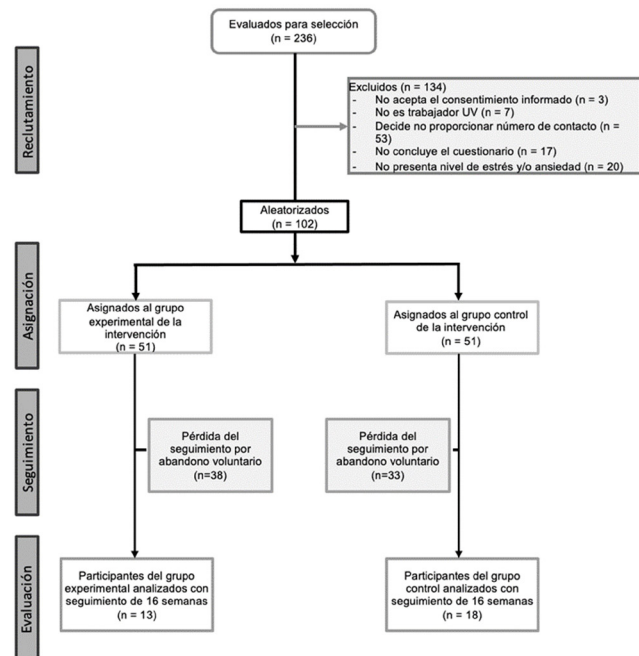 Evaluados para selección
(n = 236)
Reclutamiento
Excluidos (n = 134)
- No acepta el consentimiento informado (n = 3)
- No es trabajador UV (n = 7)
- Decide no proporcionar número de contacto (n =
53)
- No concluye el cuestionario (n = 17)
- No presenta nivel de estrés y/o ansiedad (n = 20)
Aleatorizados
(n = 102)
Asignación
Asignados al grupo
experimental de la
intervención
(n = 51)
Asignados al grupo control
de la intervención
(n = 51)
Seguimiento
Pérdida del
seguimiento por
abandono voluntario
(n=38)
Pérdida del
seguimiento por
abandono voluntario
(n=33)
Evaluación
Participantes del grupo
experimental analizados con
seguimiento de 16 semanas
(n = 13)
Participantes del grupo
control analizados con
seguimiento de 16 semanas
(n = 18)